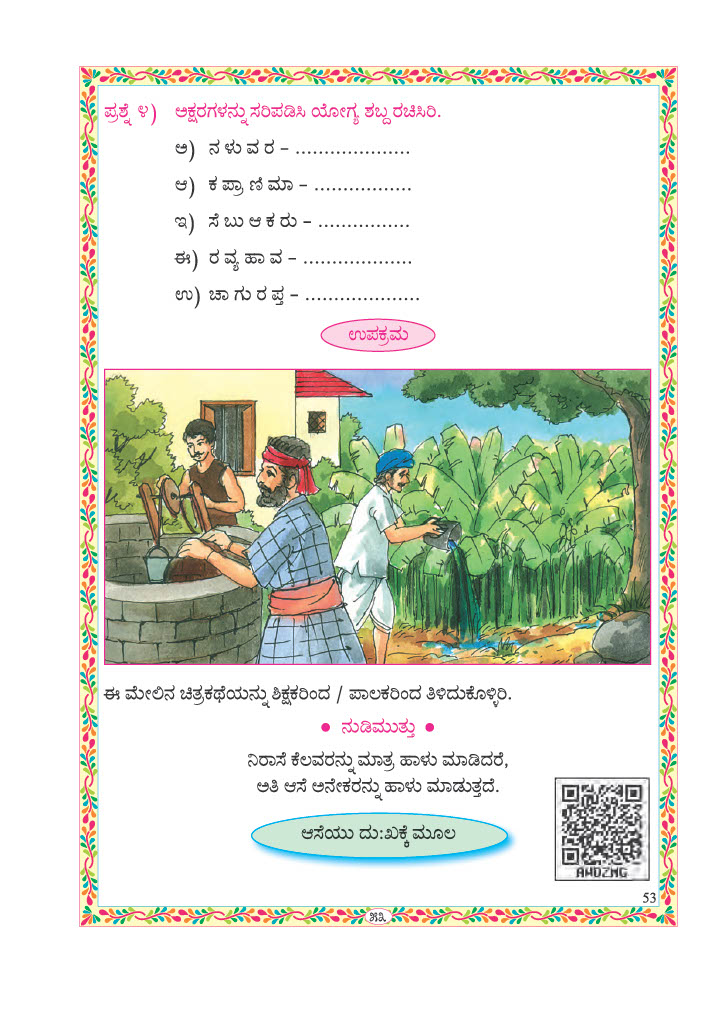 ಪ್ರಶ್ನೆ ೪) ಅಕ್ಷರಗಳನ್ನು ಸರಿಪಡಿಸಿ ಯೋಗ್ಯ ಶಬ್ದ ರಚಿಸಿರಿ.
ಅ) ನ ಳು ವ ರ – ....................
ಆ) ಕ ಪ್ರಾ ಣಿ ಮಾ – .................
ಇ) ಸೆ ಬು ಆ ಕ ರು – ................
ಈ) ರ ವ್ಯ ಹಾ ವ – ...................
ಉ) ಚಾ ಗು ರ ಪ್ತ – ....................
ಉಪಕ್ರಮ
ಈ ಮೇಲಿನ ಚಿತ್ರಕಥೆಯನ್ನು ಶಿಕ್ಷಕರಿಂದ / ಪಾಲಕರಿಂದ ತಿಳಿದುಕೊಳ್ಳಿರಿ.
● ನುಡಿಮುತ್ತು ●
ನಿರಾಸೆ ಕೆಲವರನ್ನು ಮಾತ್ರ ಹಾಳು ಮಾಡಿದರೆ,
ಅತಿ ಆಸೆ ಅನೇಕರನ್ನು ಹಾಳು ಮಾಡುತ್ತದೆ.
ಆಸೆಯು ದು:ಖಕ್ಕೆ ಮೂಲ
AWDZMG
53
೫೩